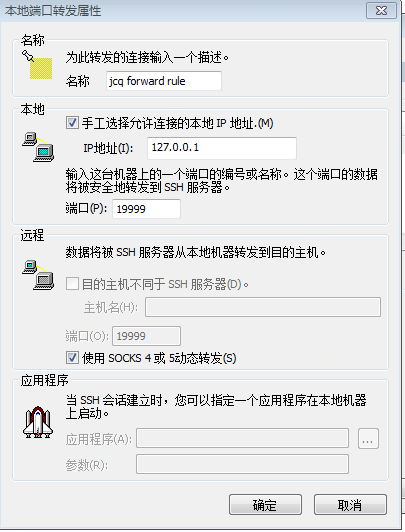 本地端口转发属性
名称
为此转发的连接输入一个描述。
名称 jcq forward rule
本地
手工选择允许连接的本地 IP 地址.(M)
IP地址(I): 127.0.0.1
输入这台机器上的一个端口的编号或名称。这个端口的数据
将被安全地转发到 SSH 服务器。
端口(P): 19999
远程
数据将被 SSH 服务器从本地机器转发到目的主机。
目的主机不同于 SSH 服务器(D)。
主机名(H):
端口(O): 19999
使用 SOCKS 4 或 5动态转发(S)
应用程序
当 SSH 会话建立时，您可以指定一个应用程序在本地机器
上启动。
应用程序(A): ...
参数(R):
确定 取消